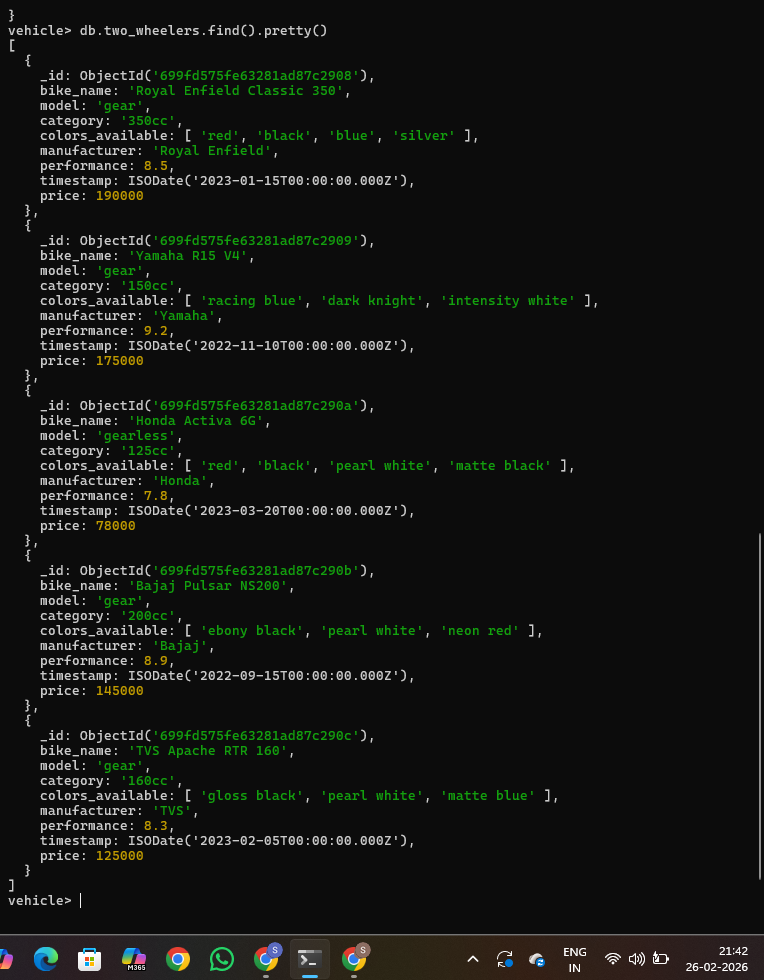 }
vehicle> db.two_wheelers.find().pretty()
[
  {
    _id: ObjectId('699fd575fe63281ad87c2908'),
    bike_name: 'Royal Enfield Classic 350',
    model: 'gear',
    category: '350cc',
    colors_available: [ 'red', 'black', 'blue', 'silver' ],
    manufacturer: 'Royal Enfield',
    performance: 8.5,
    timestamp: ISODate('2023-01-15T00:00:00.000Z'),
    price: 190000
  },
  {
    _id: ObjectId('699fd575fe63281ad87c2909'),
    bike_name: 'Yamaha R15 V4',
    model: 'gear',
    category: '150cc',
    colors_available: [ 'racing blue', 'dark knight', 'intensity white' ],
    manufacturer: 'Yamaha',
    performance: 9.2,
    timestamp: ISODate('2022-11-10T00:00:00.000Z'),
    price: 175000
  },
  {
    _id: ObjectId('699fd575fe63281ad87c290a'),
    bike_name: 'Honda Activa 6G',
    model: 'gearless',
    category: '125cc',
    colors_available: [ 'red', 'black', 'pearl white', 'matte black' ],
    manufacturer: 'Honda',
    performance: 7.8,
    timestamp: ISODate('2023-03-20T00:00:00.000Z'),
    price: 78000
  },
  {
    _id: ObjectId('699fd575fe63281ad87c290b'),
    bike_name: 'Bajaj Pulsar NS200',
    model: 'gear',
    category: '200cc',
    colors_available: [ 'ebony black', 'pearl white', 'neon red' ],
    manufacturer: 'Bajaj',
    performance: 8.9,
    timestamp: ISODate('2022-09-15T00:00:00.000Z'),
    price: 145000
  },
  {
    _id: ObjectId('699fd575fe63281ad87c290c'),
    bike_name: 'TVS Apache RTR 160',
    model: 'gear',
    category: '160cc',
    colors_available: [ 'gloss black', 'pearl white', 'matte blue' ],
    manufacturer: 'TVS',
    performance: 8.3,
    timestamp: ISODate('2023-02-05T00:00:00.000Z'),
    price: 125000
  }
]
vehicle>
M365
S
S
ENG
IN
21:42
26-02-2026